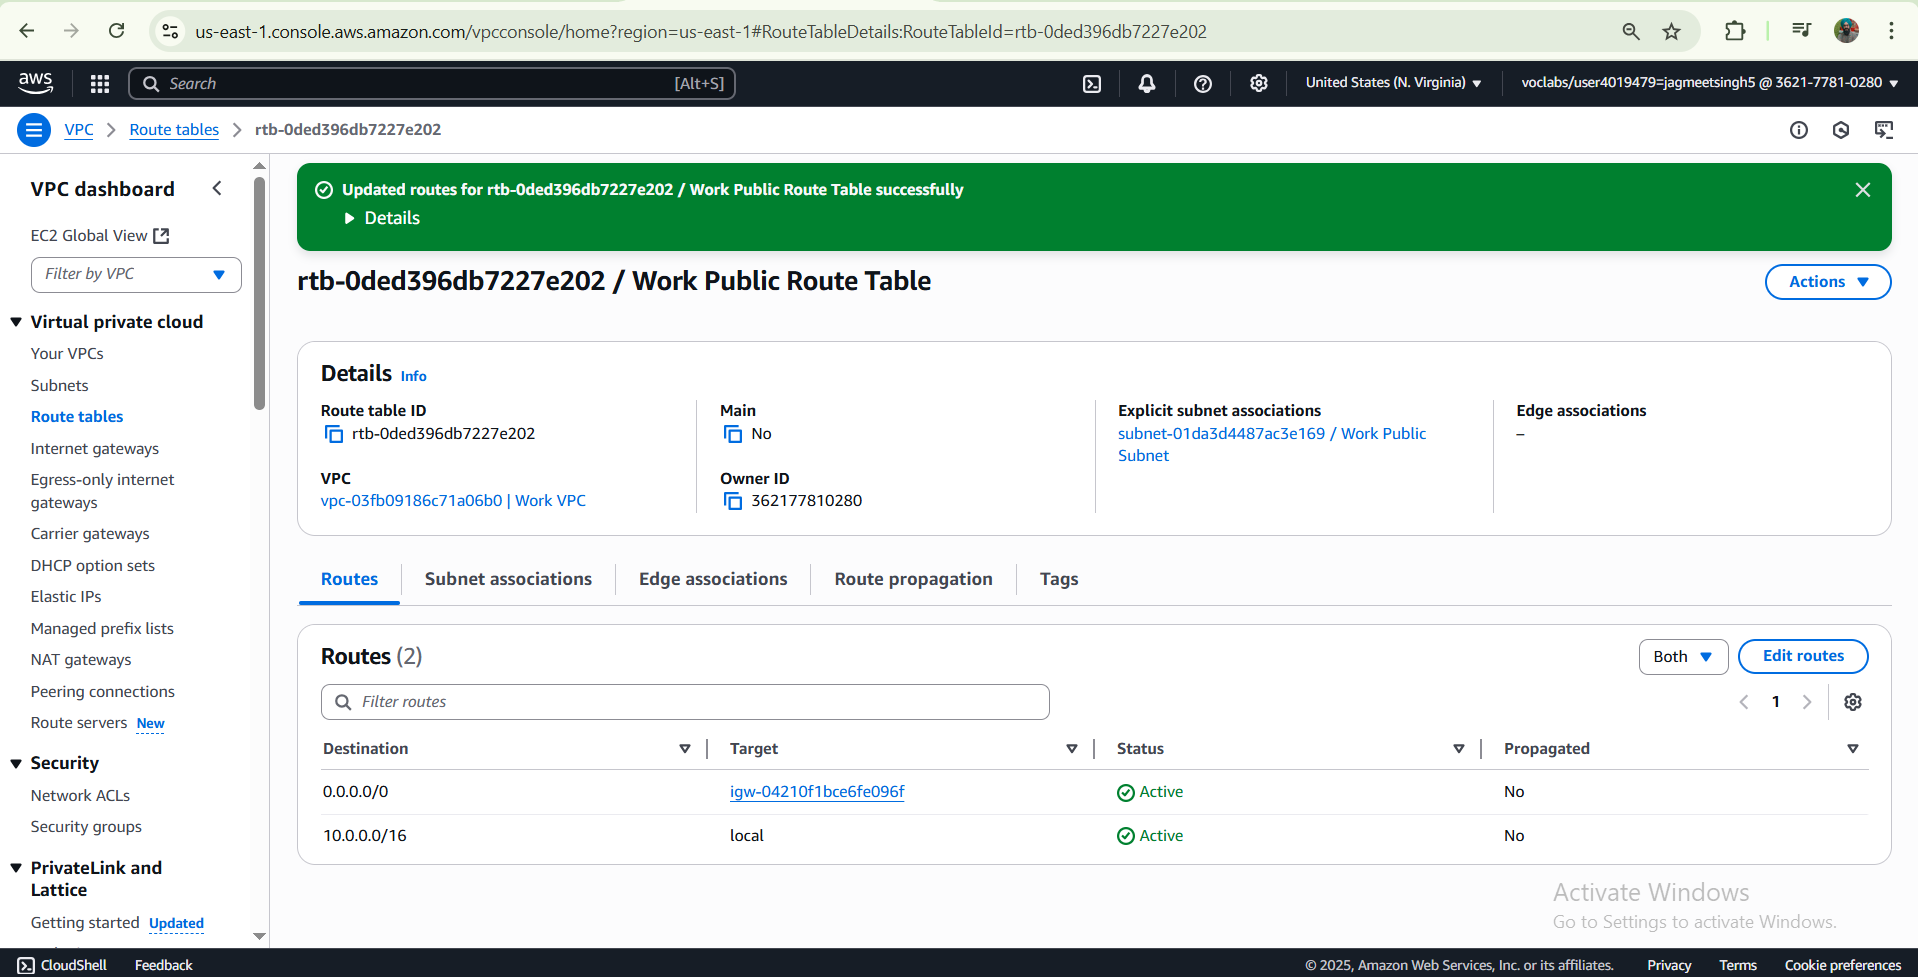 us-east-1.console.aws.amazon.com/vpcconsole/home?region=us-east-1#RouteTableDetails:RouteTableId=rtb-0ded396db7227e202
aws
Search [Alt+S]
United States (N. Virginia)
voclabs/user4019479=jagmeetsingh5 @ 3621-7781-0280
VPC
Route tables
rtb-0ded396db7227e202
VPC dashboard
EC2 Global View
Filter by VPC
Virtual private cloud
Your VPCs
Subnets
Route tables
Internet gateways
Egress-only internet
gateways
Carrier gateways
DHCP option sets
Elastic IPs
Managed prefix lists
NAT gateways
Peering connections
Route servers New
Security
Network ACLs
Security groups
PrivateLink and
Lattice
Getting started Updated
Updated routes for rtb-0ded396db7227e202 / Work Public Route Table successfully
Details
rtb-0ded396db7227e202 / Work Public Route Table
Actions
Details Info
Route table ID
rtb-0ded396db7227e202
VPC
vpc-03fb09186c71a06b0 | Work VPC
Main
No
Owner ID
362177810280
Explicit subnet associations
subnet-01da3d4487ac3e169 / Work Public
Subnet
Edge associations
–
Routes
Subnet associations
Edge associations
Route propagation
Tags
Routes (2)
Both
Edit routes
Filter routes
1
Destination Target Status Propagated
0.0.0.0/0 igw-04210f1bce6fe096f Active No
10.0.0.0/16 local Active No
Activate Windows
Go to Settings to activate Windows.
CloudShell
Feedback
© 2025, Amazon Web Services, Inc. or its affiliates.
Privacy
Terms
Cookie preferences